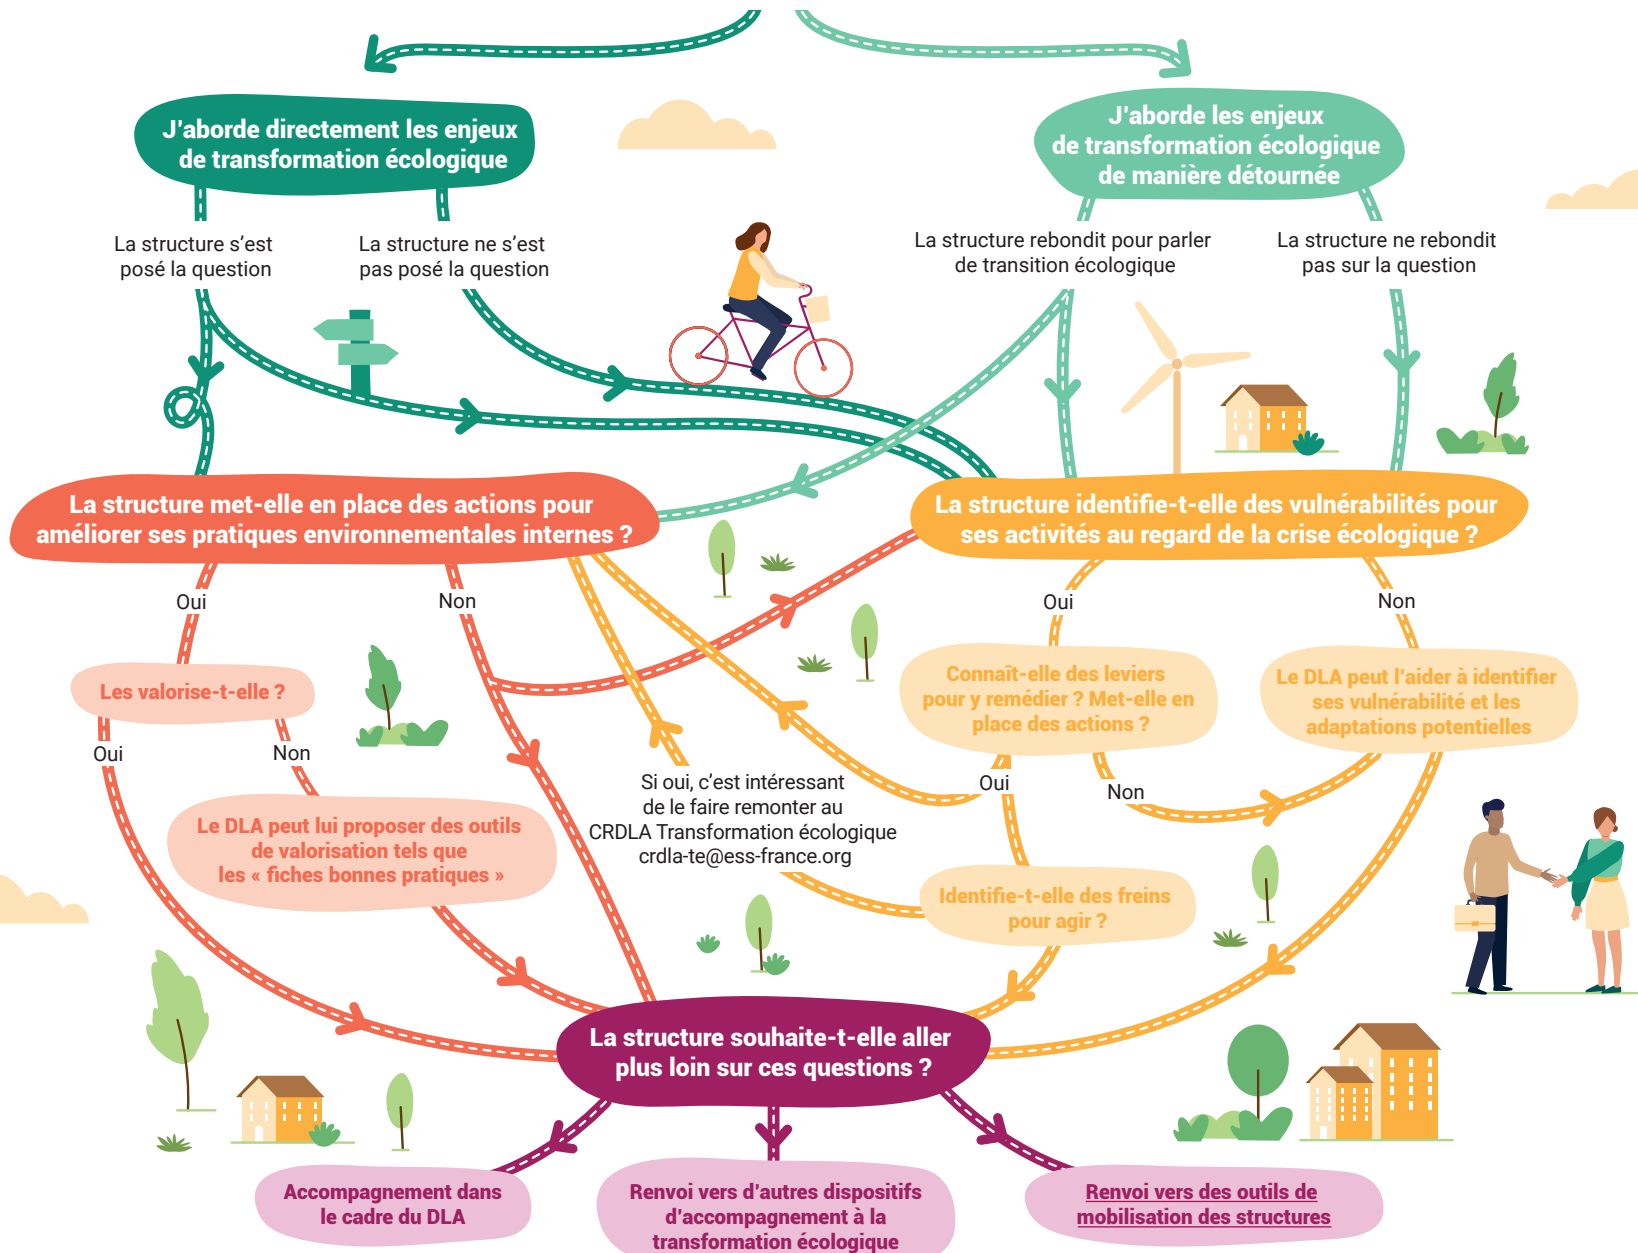 J'aborde directement les enjeux
de transformation écologique
J'aborde les enjeux
de transformation écologique
de manière détournée
La structure s'est
posé la question
La structure ne s'est
pas posé la question
La structure rebondit pour parler
de transition écologique
La structure ne rebondit
pas sur la question
La structure met-elle en place des actions pour
améliorer ses pratiques environnementales internes ?
La structure identifie-t-elle des vulnérabilités pour
ses activités au regard de la crise écologique ?
Oui
Non
Oui
Non
Les valorise-t-elle ?
Connaît-elle des leviers
pour y remédier ? Met-elle en
place des actions ?
Le DLA peut l'aider à identifier
ses vulnérabilité et les
adaptations potentielles
Oui
Non
Oui
Non
Si oui, c'est intéressant
de le faire remonter au
CRDLA Transformation écologique
crdla-te@ess-france.org
Le DLA peut lui proposer des outils
de valorisation tels que
les « fiches bonnes pratiques »
Identifie-t-elle des freins
pour agir ?
La structure souhaite-t-elle aller
plus loin sur ces questions ?
Accompagnement dans
le cadre du DLA
Renvoi vers d'autres dispositifs
d'accompagnement à la
transformation écologique
Renvoi vers des outils de
mobilisation des structures